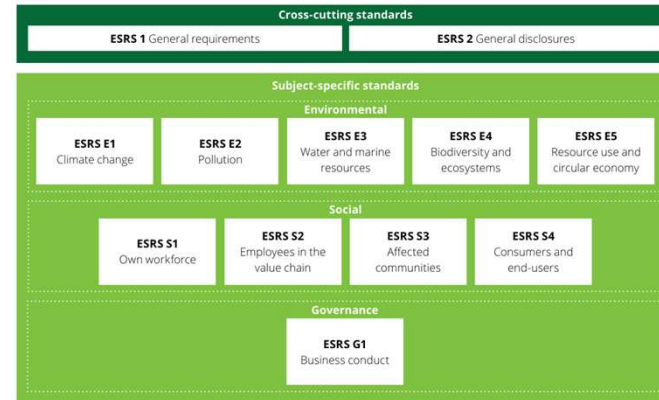 Cross-cutting standards
ESRS 1 General requirements
ESRS 2 General disclosures
Subject-specific standards
Environmental
ESRS E1
Climate change
ESRS E2
Pollution
ESRS E3
Water and marine
resources
ESRS E4
Biodiversity and
ecosystems
ESRS E5
Resource use and
circular economy
Social
ESRS S1
Own workforce
ESRS S2
Employees in the
value chain
ESRS S3
Affected
communities
ESRS S4
Consumers and
end-users
Governance
ESRS G1
Business conduct